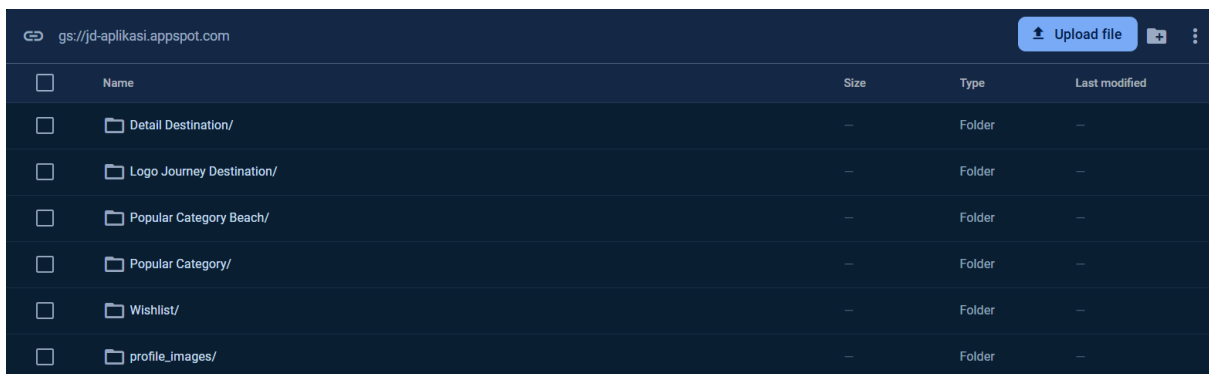 gs://jd-aplikasi.appspot.com Upload file
Name Size Type Last modified
Detail Destination/ — Folder —
Logo Journey Destination/ — Folder —
Popular Category Beach/ — Folder —
Popular Category/ — Folder —
Wishlist/ — Folder —
profile_images/ — Folder —